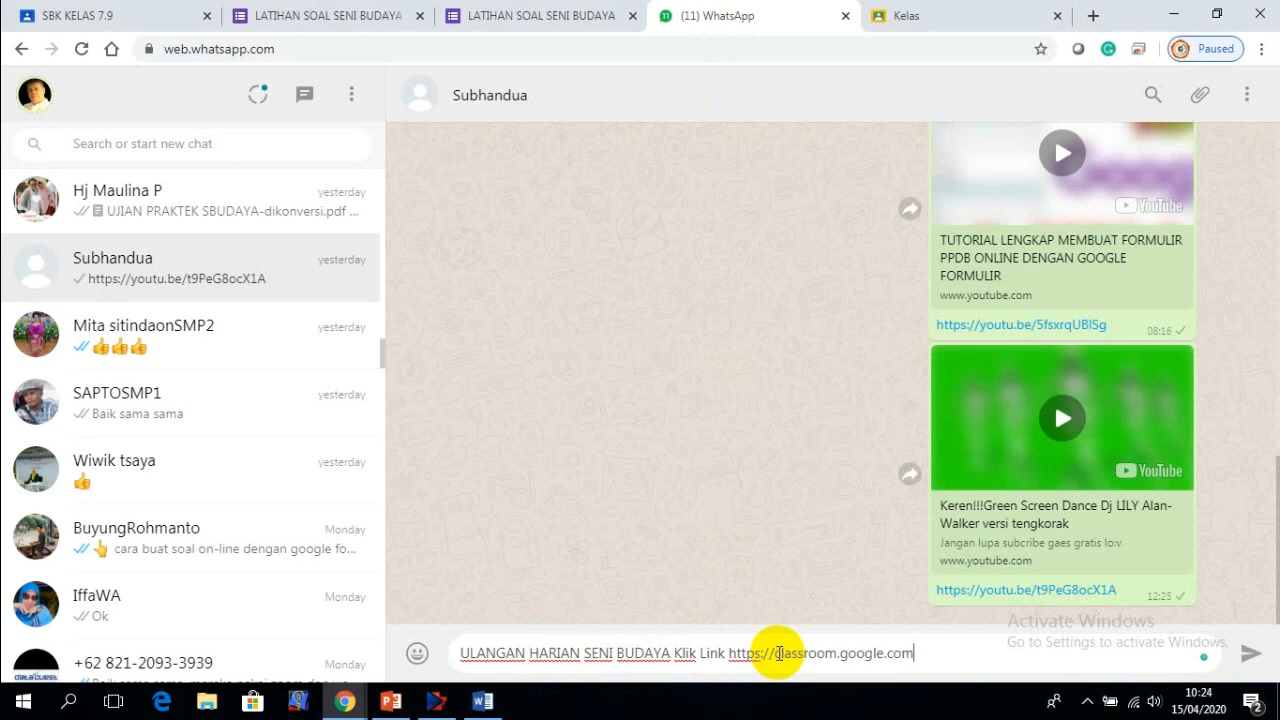 SBK KELAS 7.9
LATIHAN SOAL SENI BUDAYA
LATIHAN SOAL SENI BUDAYA
(11) WhatsApp
Kelas
web.whatsapp.com
Paused
Subhandua
Search or start new chat
Hj Maulina P
yesterday
UJIAN PRAKTEK SBUDAYA-dikonversi.pdf ...
Subhandua
yesterday
https://youtu.be/t9PeG8ocX1A
Mita sitindaonSMP2
yesterday
SAPTOSMP1
yesterday
Baik sama sama
Wiwik tsaya
yesterday
BuyungRohmanto
Monday
cara buat soal on-line dengan google fo...
IffaWA
Monday
Ok
+62 821-2093-3939
Monday
YouTube
TUTORIAL LENGKAP MEMBUAT FORMULIR
PPDB ONLINE DENGAN GOOGLE
FORMULIR
www.youtube.com
https://youtu.be/5fsxrqUBlSg
08:16
YouTube
Keren!!!Green Screen Dance Dj LILY Alan-
Walker versi tengkorak
Jangan lupa subcribe gaes gratis lo:v
www.youtube.com
https://youtu.be/t9PeG8ocX1A
12:25
Activate Windows
Go to Settings to activate Windows.
ULANGAN HARIAN SENI BUDAYA Klik Link https://classroom.google.com
10:24
15/04/2020
2